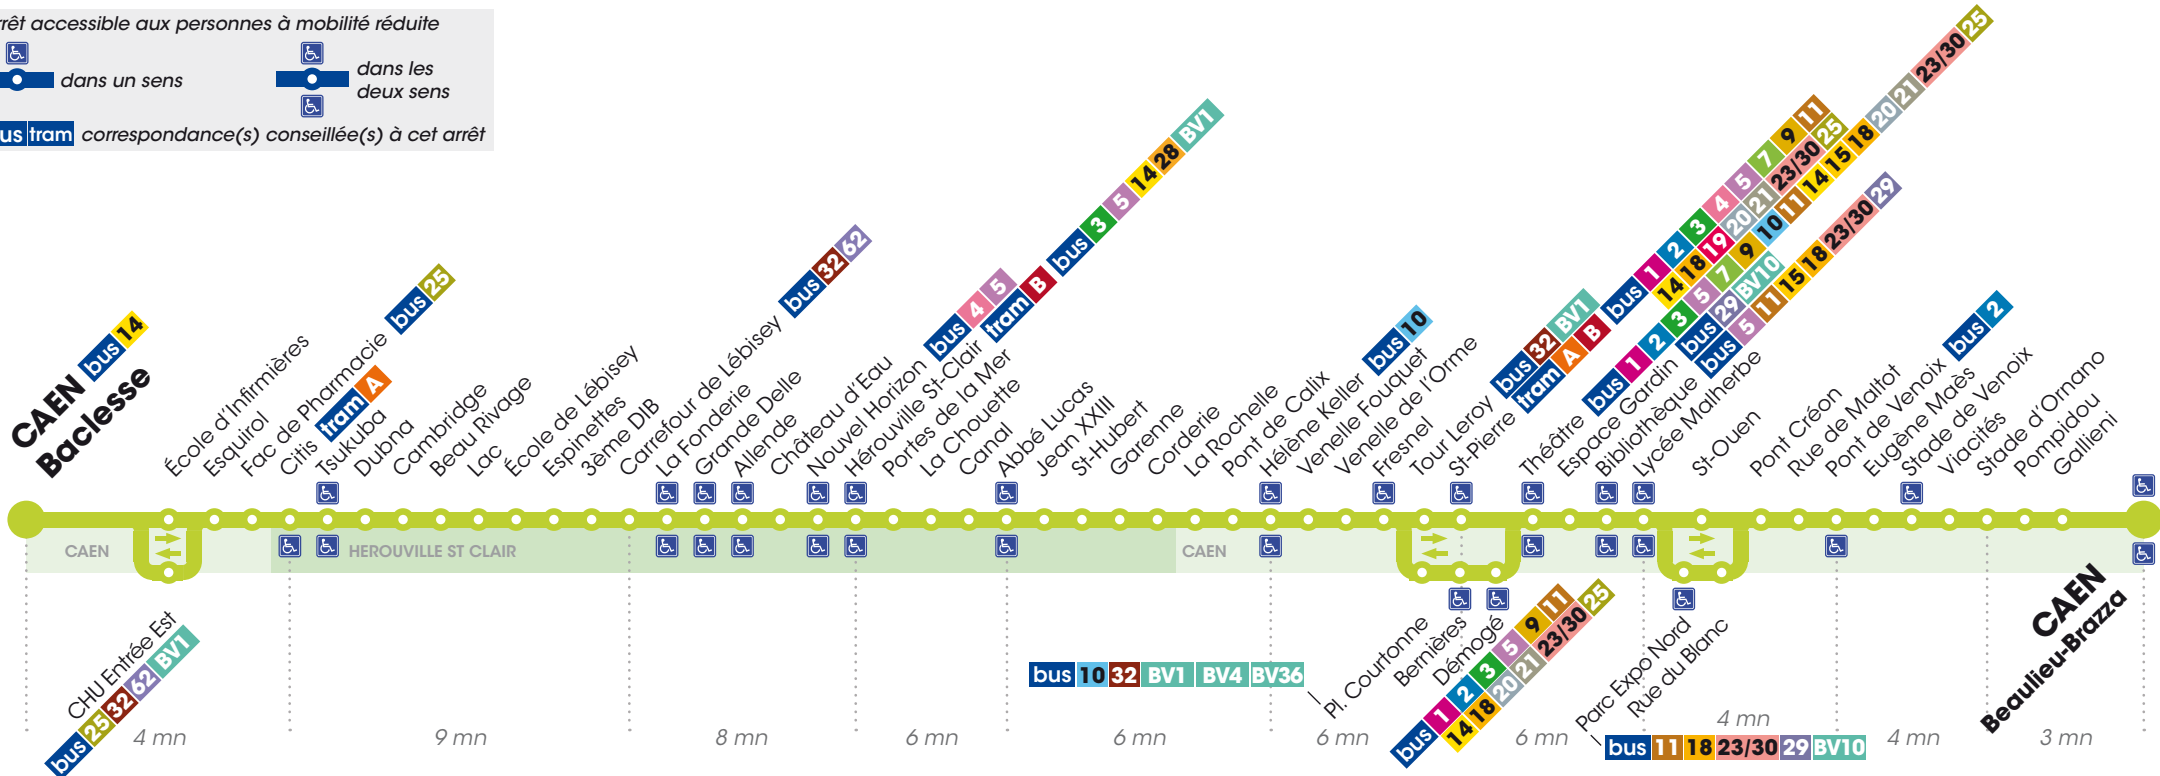 rrêt accessible aux personnes à mobilité réduite
dans un sens
dans les
deux sens
us tram correspondance(s) conseillée(s) à cet arrêt
CAEN bus 14
Baclesse
École d'Infirmières
Esquirol
Fac de Pharmacie bus 25
Citis tram A
Tsukuba
Dubna
Cambridge
Beau Rivage
Lac
École de Lébisey
Espinettes
3ème DIB
Carrefour de Lébisey bus 32 62
La Fonderie
Grande Delle
Allende
Château d'Eau
Nouvel Horizon bus 4 5
Hérouville St-Clair tram B bus 3 5 14 28 BV1
Portes de la Mer
La Chouette
Canal
Abbé Lucas
Jean XXIII
St-Hubert
Garenne
Corderie
La Rochelle
Pont de Calix
Hélène Keller bus 10
Venelle Fouquet
Venelle de l'Orme
Fresnel
Tour Leroy bus 32 BV1
St-Pierre tram A B bus 1 2 3 4 5 7 9 11
14 18 19 20 21 23/30 25
Théâtre bus 1 2 3 5 7 9 10 11 14 15 18 20 21 23/30 25
Espace Gardin bus 29 BV10
Bibliothèque bus 5 11 15 18 23/30 29
Lycée Malherbe
St-Ouen
Pont Créon
Rue de Maltot
Pont de Venoix bus 2
Eugène Maès
Stade de Venoix
Viacités
Stade d'Ornano
Pompidou
Gallieni
CAEN
HEROUVILLE ST CLAIR
CAEN
CHU Entrée Est
bus 25 32 62 BV1
bus 10 32 BV1 BV4 BV36
Pl. Courtonne
Bernières
Démogé
bus 1 2 3 5 9 11
14 18 20 21 23/30 25
Parc Expo Nord
Rue du Blanc
bus 11 18 23/30 29 BV10
CAEN
Beaulieu-Brazza
4 mn
9 mn
8 mn
6 mn
6 mn
6 mn
6 mn
4 mn
4 mn
3 mn